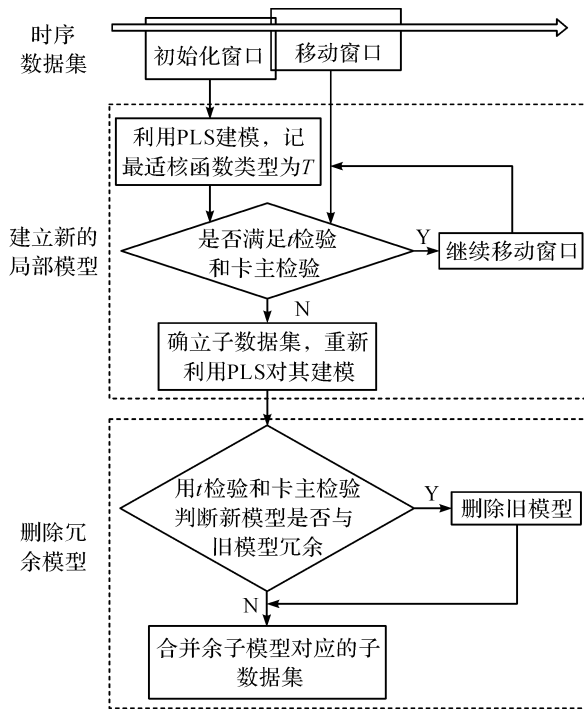 时序
数据集
初始化窗口
移动窗口
利用PLS建模，记
最适核函数类型为T
建立新的
局部模型
是否满足t检验
和卡主检验
Y
继续移动窗口
N
确立子数据集，重新
利用PLS对其建模
用t检验和卡主检验
判断新模型是否与
旧模型冗余
Y
删除旧模型
删除冗
余模型
N
合并余子模型对应的子
数据集